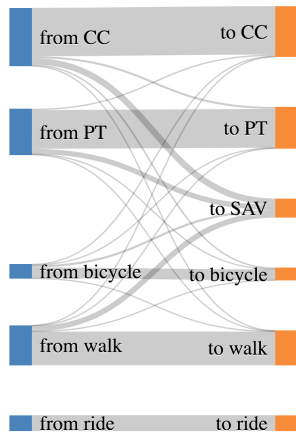 from CC
to CC
from PT
to PT
to SAV
from bicycle
to bicycle
from walk
to walk
from ride
to ride